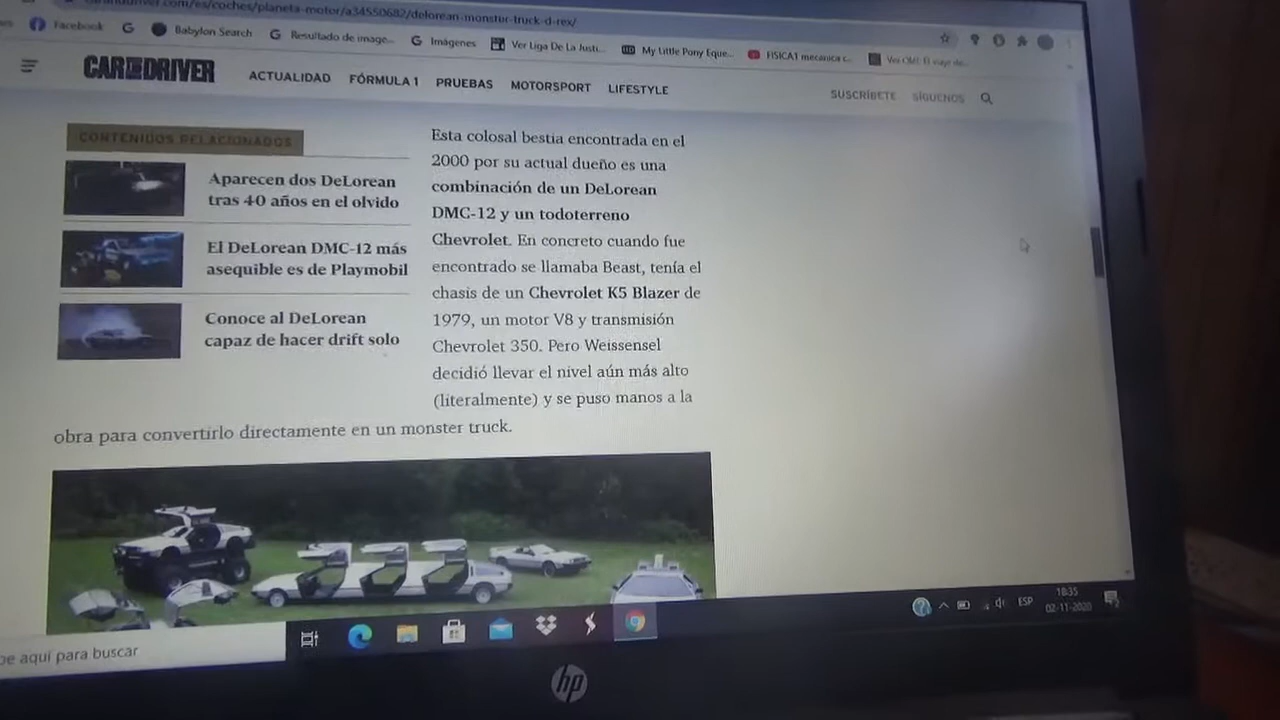 /es/coches/planeta-motor/a34550682/delorean-monster-truck-d-rex/
Facebook
Babylon Search
Resultado de image...
Imágenes
Ver Liga De La Justi...
My Little Pony Eque...
FISICA1 mecanica c...
CAR AND DRIVER
ACTUALIDAD
FÓRMULA 1
PRUEBAS
MOTORSPORT
LIFESTYLE
SUSCRÍBETE
SÍGUENOS
CONTENIDOS RELACIONADOS
Aparecen dos DeLorean
tras 40 años en el olvido
El DeLorean DMC-12 más
asequible es de Playmobil
Conoce al DeLorean
capaz de hacer drift solo
Esta colosal bestia encontrada en el
2000 por su actual dueño es una
combinación de un DeLorean
DMC-12 y un todoterreno
Chevrolet. En concreto cuando fue
encontrado se llamaba Beast, tenía el
chasis de un Chevrolet K5 Blazer de
1979, un motor V8 y transmisión
Chevrolet 350. Pero Weissensel
decidió llevar el nivel aún más alto
(literalmente) y se puso manos a la
obra para convertirlo directamente en un monster truck.
be aquí para buscar
ESP
18:35
02-11-2020
hp